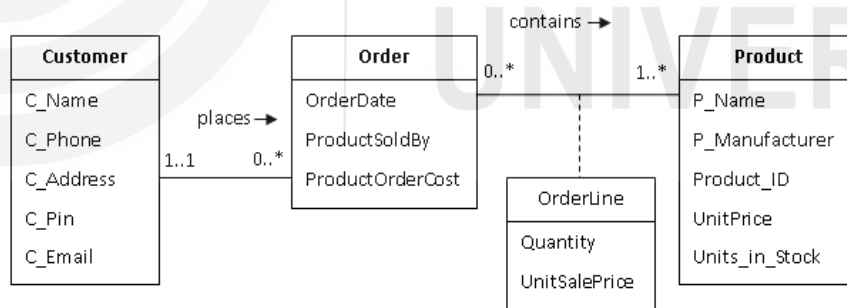 contains →
UNIVER
Customer
C_Name
C_Phone
C_Address
C_Pin
C_Email
places →
1..1
0..*
Order
OrderDate
ProductSoldBy
ProductOrderCost
0..*
1..*
OrderLine
Quantity
UnitSalePrice
Product
P_Name
P_Manufacturer
Product_ID
UnitPrice
Units_in_Stock